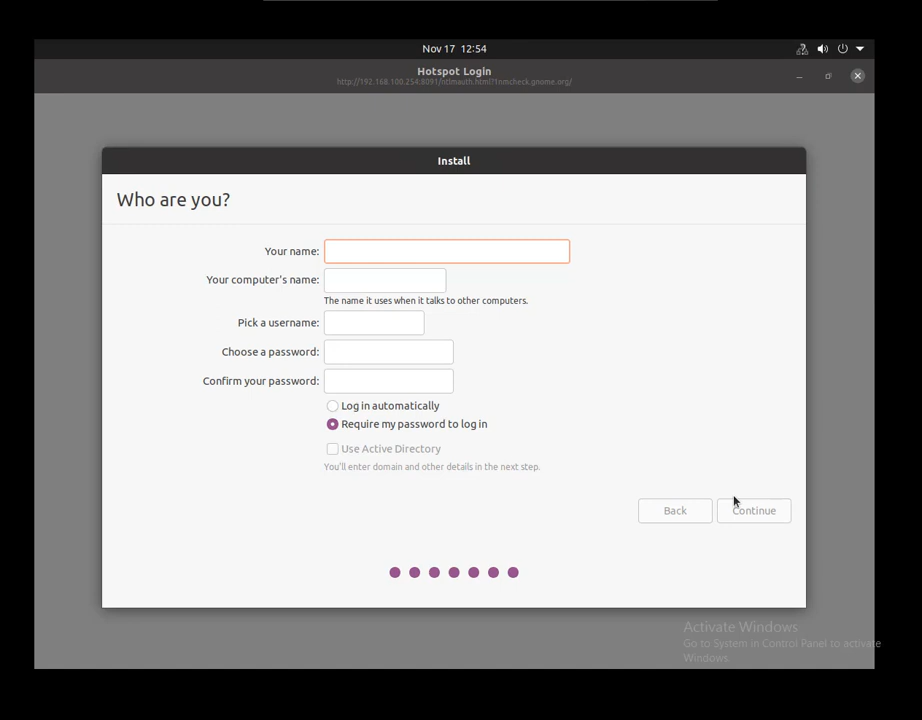 Nov 17 12:54
Hotspot Login
http://192.168.100.254:8091/ntlmauth.html?1nmcheck.gnome.org/
Install
Who are you?
Your name:
Your computer's name:
The name it uses when it talks to other computers.
Pick a username:
Choose a password:
Confirm your password:
Log in automatically
Require my password to log in
Use Active Directory
You'll enter domain and other details in the next step.
Back
Continue
Activate Windows
Go to System in Control Panel to activate
Windows.